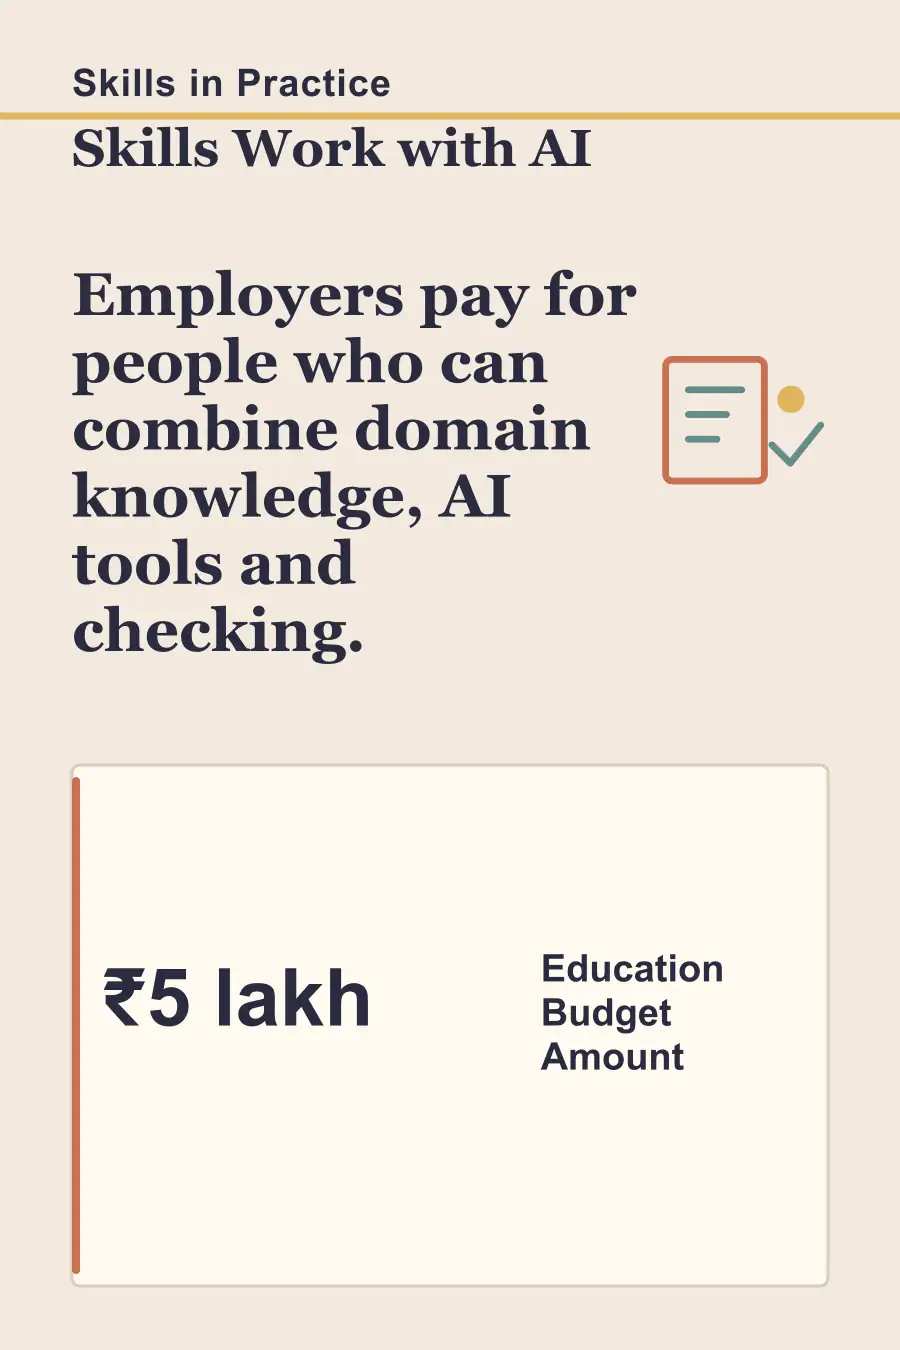 Skills in Practice
Skills Work with AI
Employers pay for
people who can
combine domain
knowledge, AI
tools and
checking.
₹5 lakh
Education
Budget
Amount